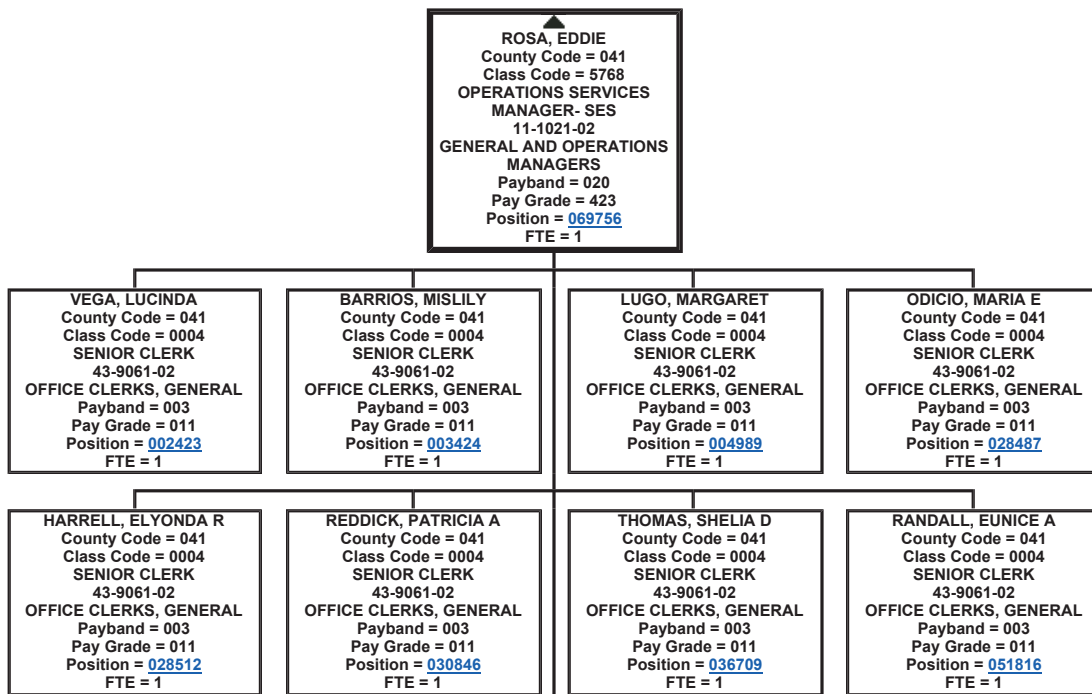 ROSA, EDDIE
County Code = 041
Class Code = 5768
OPERATIONS SERVICES
MANAGER- SES
11-1021-02
GENERAL AND OPERATIONS
MANAGERS
Payband = 020
Pay Grade = 423
Position = 069756
FTE = 1
VEGA, LUCINDA
County Code = 041
Class Code = 0004
SENIOR CLERK
43-9061-02
OFFICE CLERKS, GENERAL
Payband = 003
Pay Grade = 011
Position = 002423
FTE = 1
BARRIOS, MISLILY
County Code = 041
Class Code = 0004
SENIOR CLERK
43-9061-02
OFFICE CLERKS, GENERAL
Payband = 003
Pay Grade = 011
Position = 003424
FTE = 1
LUGO, MARGARET
County Code = 041
Class Code = 0004
SENIOR CLERK
43-9061-02
OFFICE CLERKS, GENERAL
Payband = 003
Pay Grade = 011
Position = 004989
FTE = 1
ODICIO, MARIA E
County Code = 041
Class Code = 0004
SENIOR CLERK
43-9061-02
OFFICE CLERKS, GENERAL
Payband = 003
Pay Grade = 011
Position = 028487
FTE = 1
HARRELL, ELYONDA R
County Code = 041
Class Code = 0004
SENIOR CLERK
43-9061-02
OFFICE CLERKS, GENERAL
Payband = 003
Pay Grade = 011
Position = 028512
FTE = 1
REDDICK, PATRICIA A
County Code = 041
Class Code = 0004
SENIOR CLERK
43-9061-02
OFFICE CLERKS, GENERAL
Payband = 003
Pay Grade = 011
Position = 030846
FTE = 1
THOMAS, SHELIA D
County Code = 041
Class Code = 0004
SENIOR CLERK
43-9061-02
OFFICE CLERKS, GENERAL
Payband = 003
Pay Grade = 011
Position = 036709
FTE = 1
RANDALL, EUNICE A
County Code = 041
Class Code = 0004
SENIOR CLERK
43-9061-02
OFFICE CLERKS, GENERAL
Payband = 003
Pay Grade = 011
Position = 051816
FTE = 1